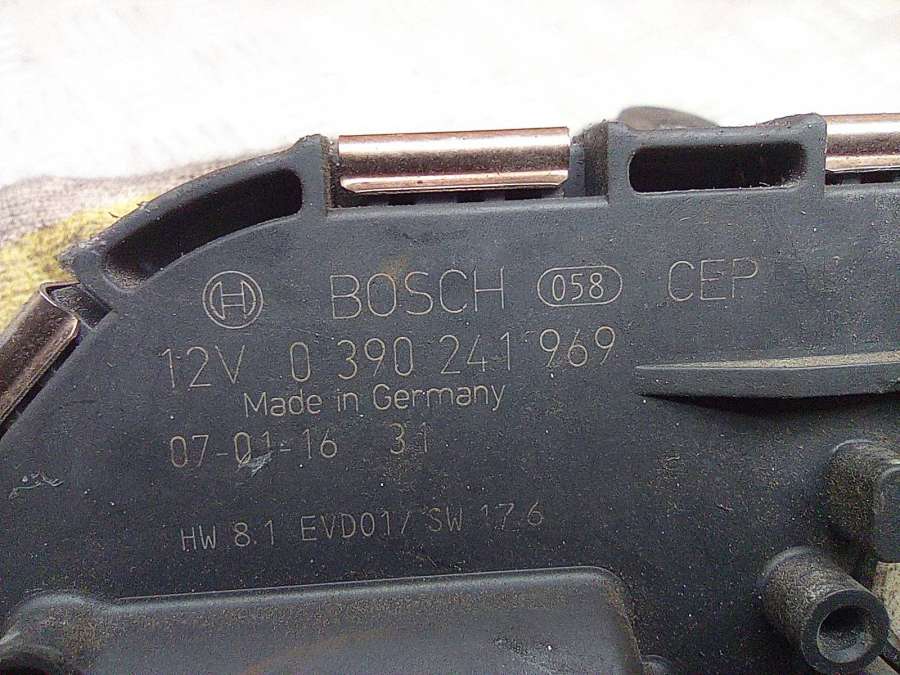 BOSCH 058 CEP
12V 0 390 241 969
Made in Germany
07-01-16 31
HW 8.1 EVD01/ SW 17.6